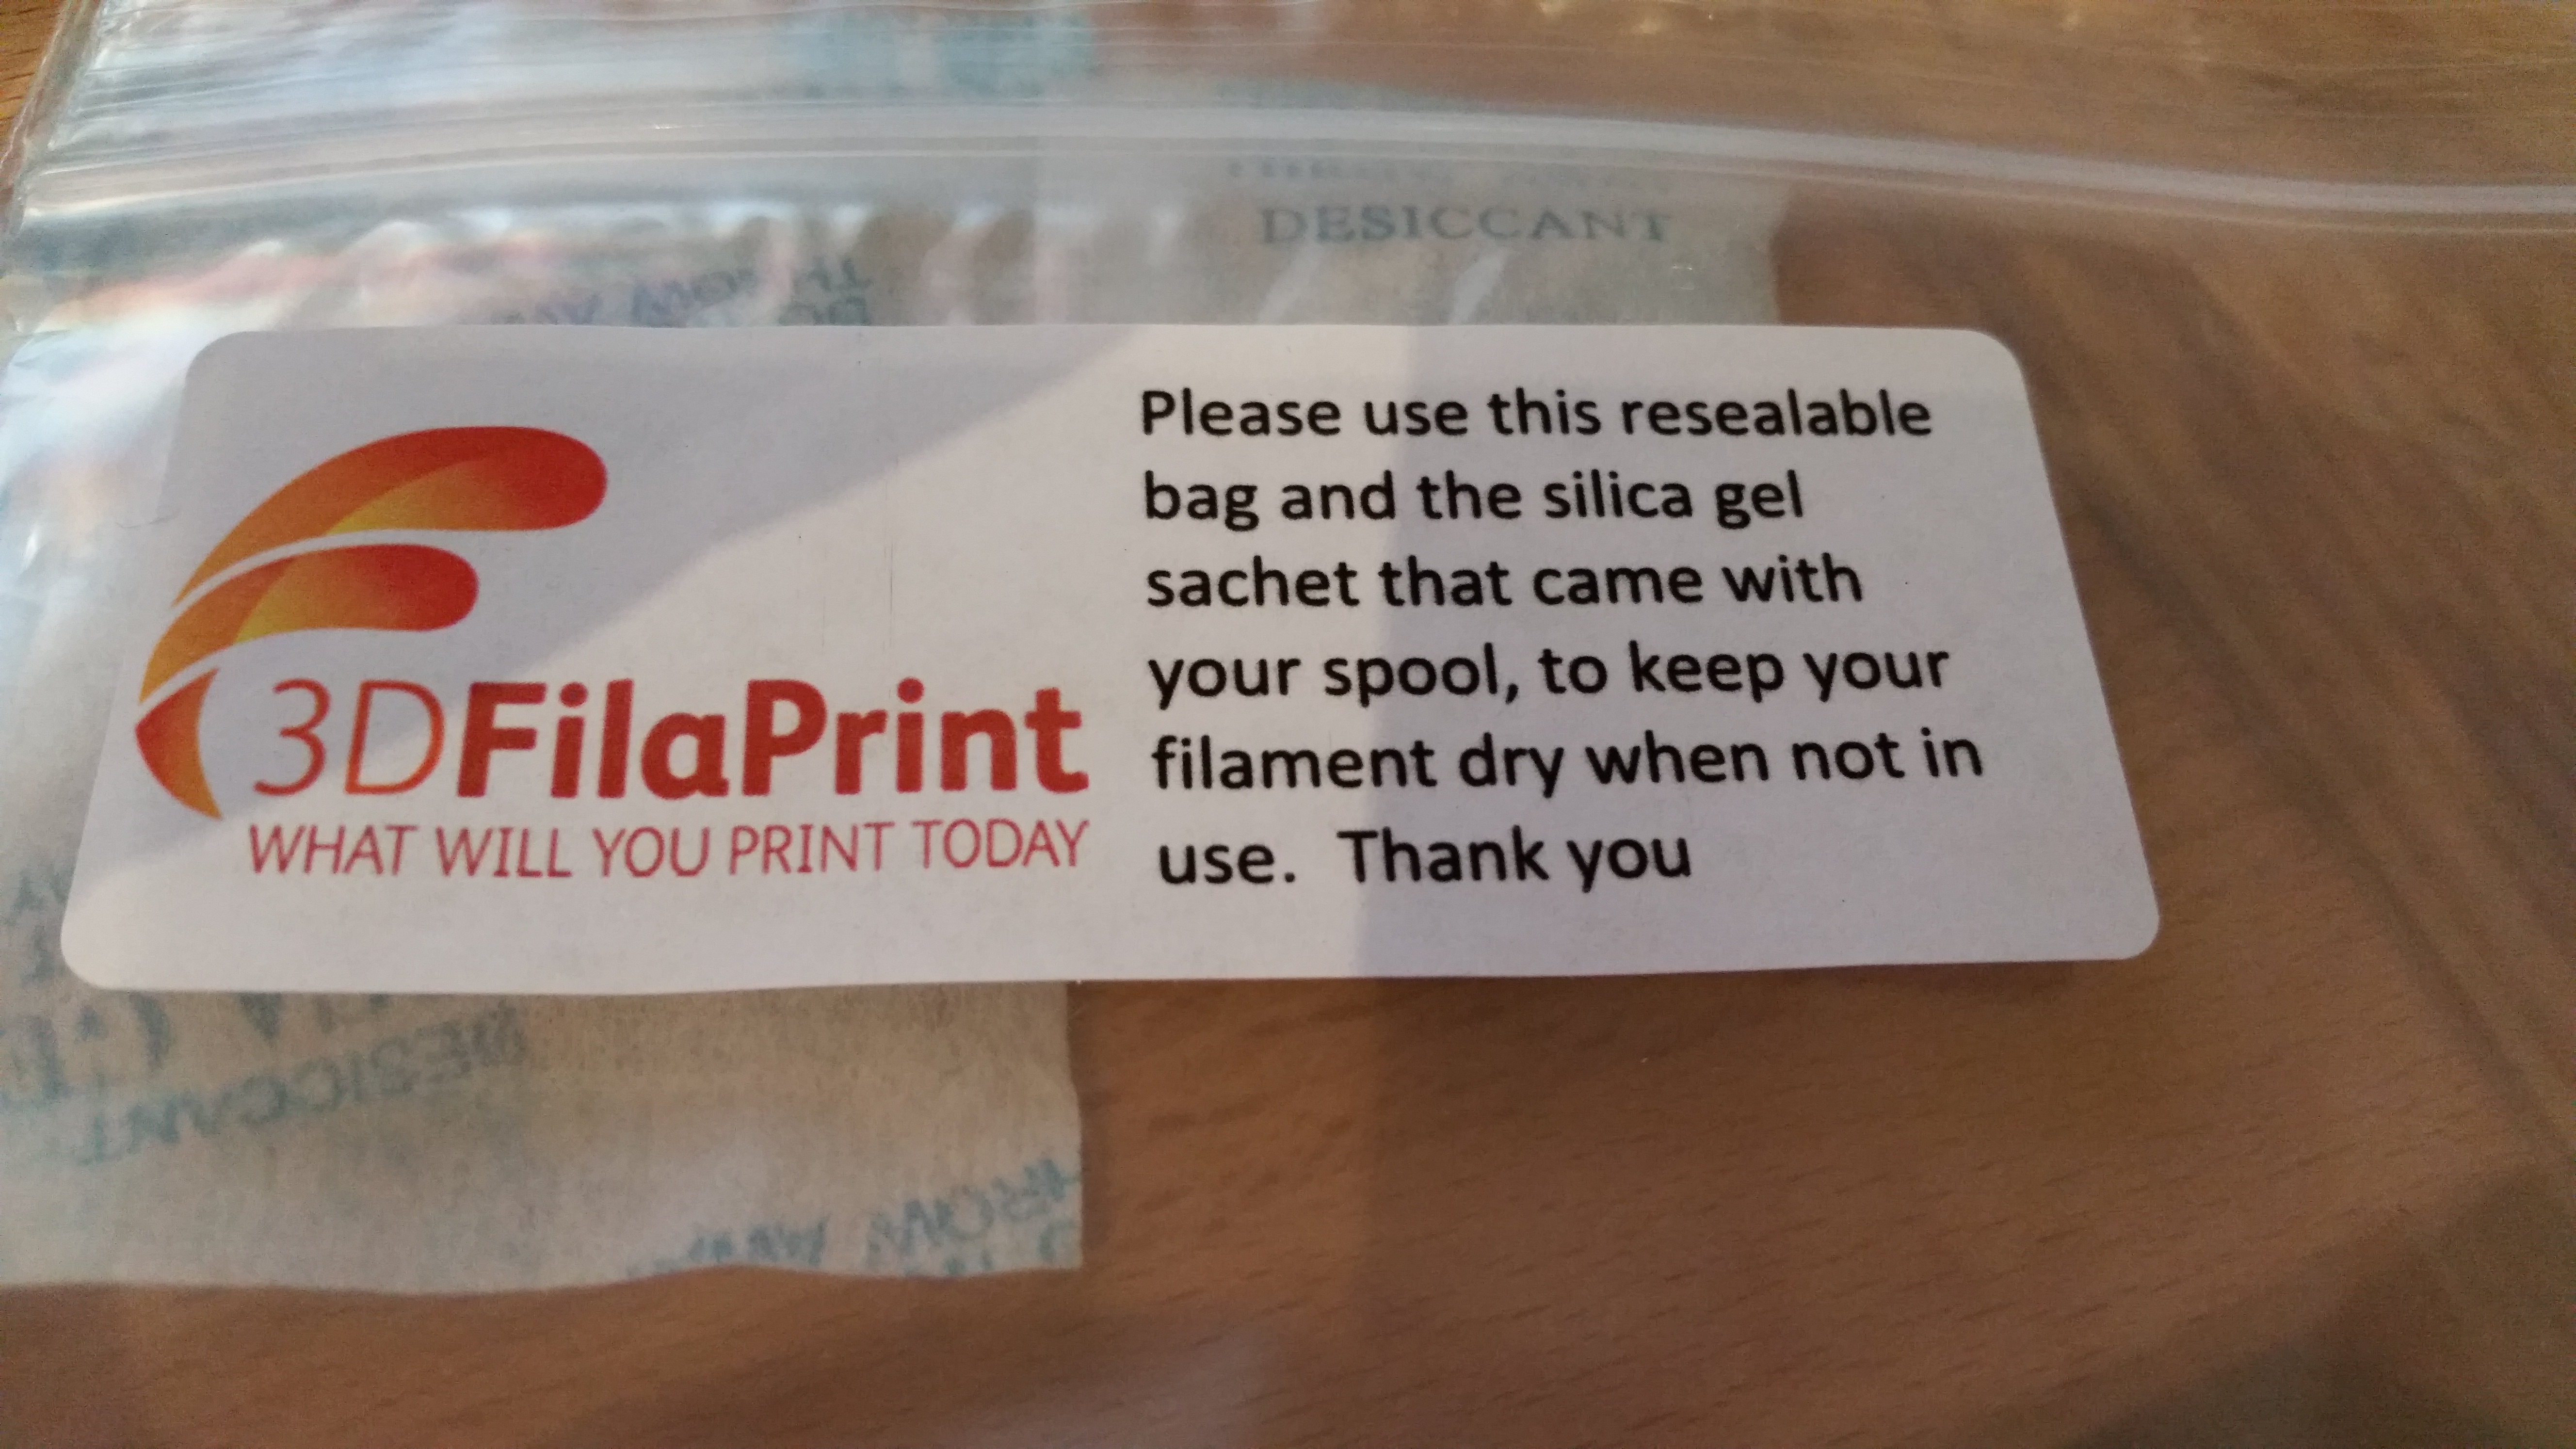 DESICCANT
3DFilaPrint
WHAT WILL YOU PRINT TODAY
Please use this resealable
bag and the silica gel
sachet that came with
your spool, to keep your
filament dry when not in
use.  Thank you
DESICCANT